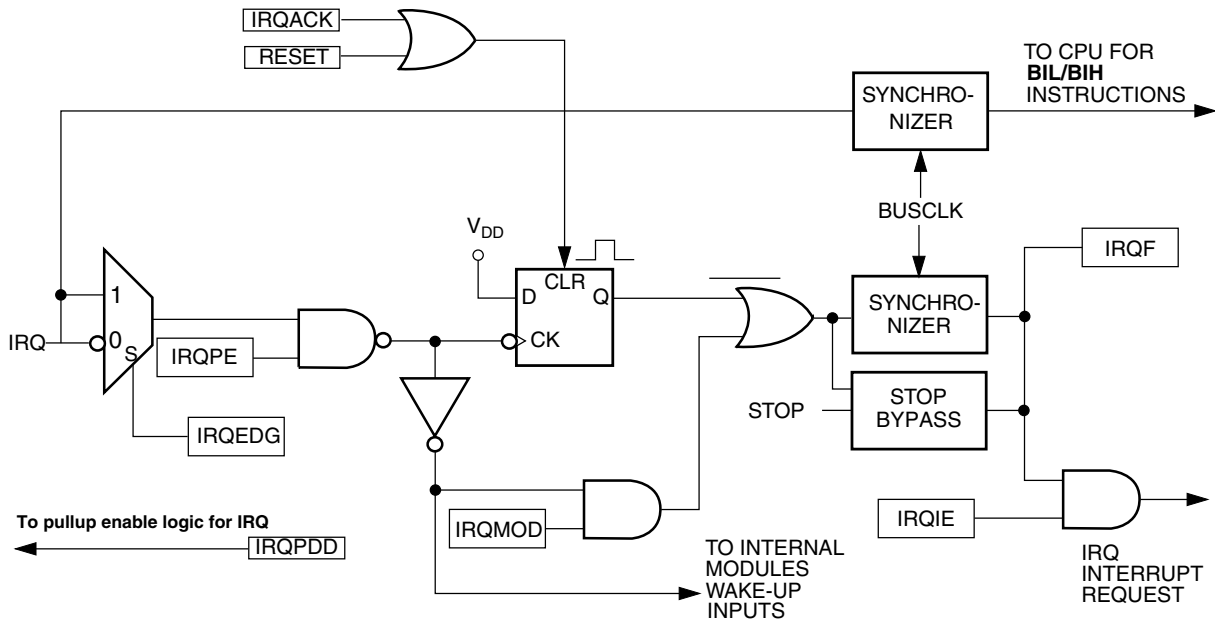 IRQACK
RESET
TO CPU FOR
BIL/BIH
INSTRUCTIONS
SYNCHRO-
NIZER
BUSCLK
VDD
IRQF
CLR
D
Q
CK
1
0
S
IRQ
IRQPE
IRQEDG
SYNCHRO-
NIZER
STOP
STOP
BYPASS
IRQMOD
IRQIE
To pullup enable logic for IRQ
IRQPDD
TO INTERNAL
MODULES
WAKE-UP
INPUTS
IRQ
INTERRUPT
REQUEST